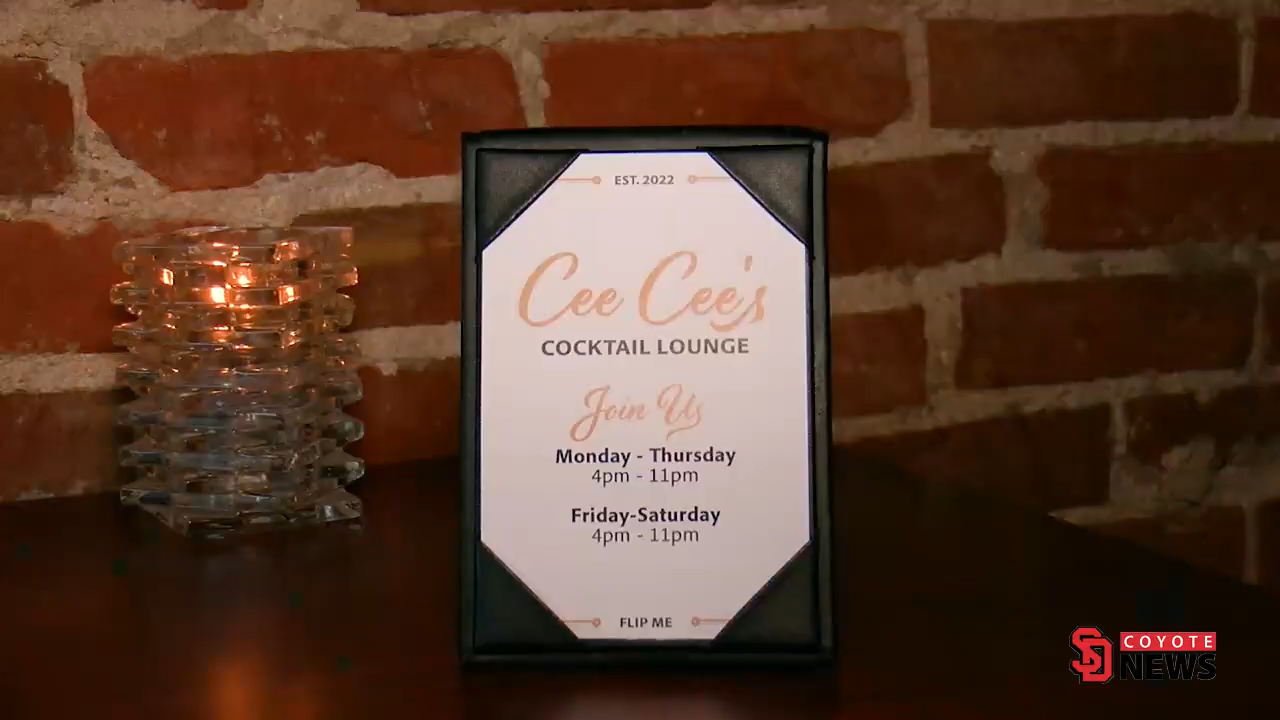 EST. 2022
Cee Cee's
COCKTAIL LOUNGE
Join Us
Monday - Thursday
4pm - 11pm
Friday-Saturday
4pm - 11pm
FLIP ME
SD COYOTE
NEWS